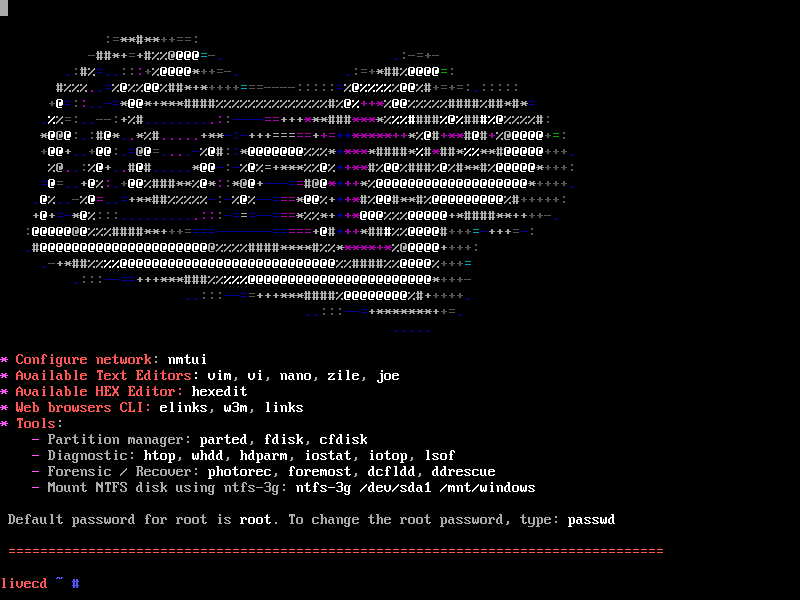 * Configure network: nmtui
* Available Text Editors: vim, vi, nano, zile, joe
* Available HEX Editor: hexedit
* Web browsers CLI: elinks, w3m, links
* Tools:
- Partition manager: parted, fdisk, cfdisk
- Diagnostic: htop, whdd, hdparm, iostat, iotop, lsof
- Forensic / Recover: photorec, foremost, dcfldd, ddrescue
- Mount NTFS disk using ntfs-3g: ntfs-3g /dev/sda1 /mnt/windows
Default password for root is root. To change the root password, type: passwd
livecd ~ #